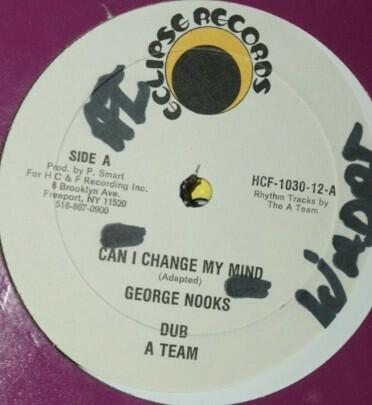 ECLIPSE RECORDS
SIDE A
Prod. by P. Smart
For H C & F Recording Inc.
6 Brooklyn Ave.
Freeport, NY 11520
516-867-0900
HCF-1030-12-A
Rhythm Tracks by
The A Team
CAN I CHANGE MY MIND
(Adapted)
GEORGE NOOKS
DUB
A TEAM